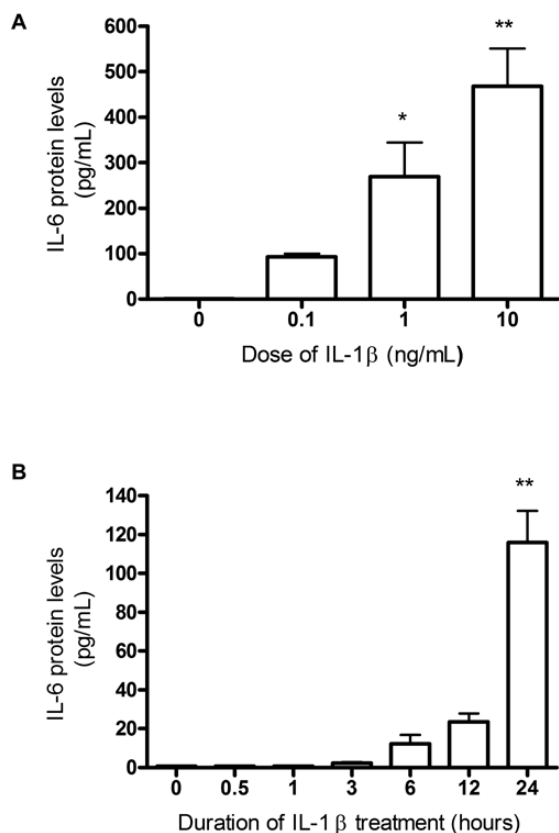 A
IL-6 protein levels
(pg/mL)
600
500
400
300
200
100
0
*
**
0 0.1 1 10
Dose of IL-1β (ng/mL)
B
IL-6 protein levels
(pg/mL)
140
120
100
80
60
40
20
0
**
0 0.5 1 3 6 12 24
Duration of IL-1β treatment (hours)